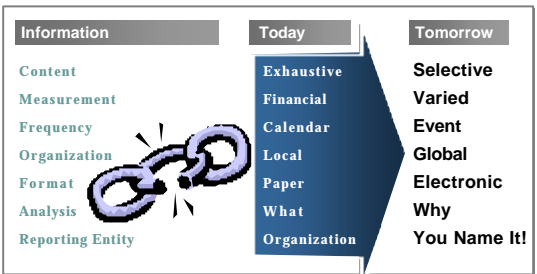 Information Today Tomorrow
Content Exhaustive Selective
Measurement Financial Varied
Frequency Calendar Event
Organization Local Global
Format Paper Electronic
Analysis What Why
Reporting Entity Organization You Name It!